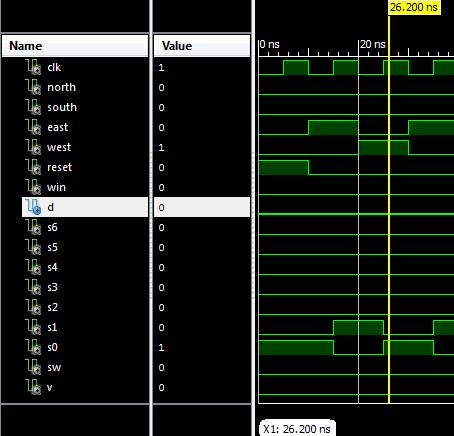 26.200 ns
Name Value
0 ns 20 ns
clk 1
north 0
south 0
east 0
west 1
reset 0
win 0
d 0
s6 0
s5 0
s4 0
s3 0
s2 0
s1 0
s0 1
sw 0
v 0
X1: 26.200 ns